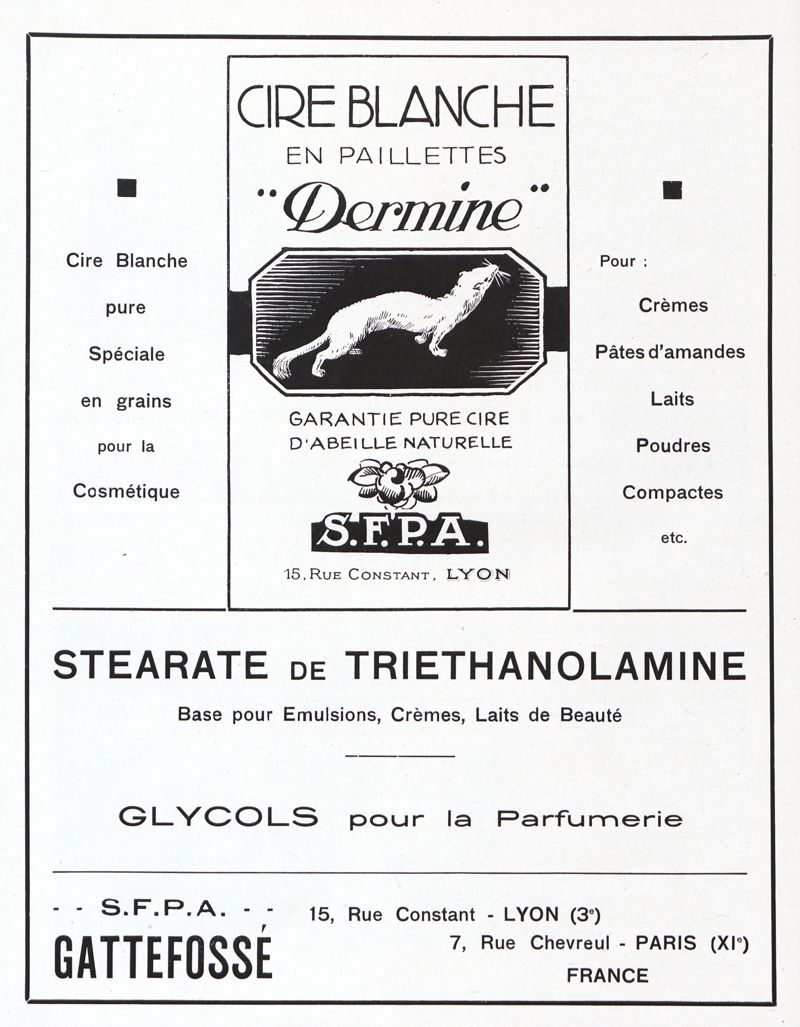 CIRE BLANCHE
EN PAILLETTES
"Dermine"
Cire Blanche
pure
Spéciale
en grains
pour la
Cosmétique
GARANTIE PURE CIRE
D'ABEILLE NATURELLE
S.F.P.A.
15, RUE CONSTANT, LYON
Pour :
Crèmes
Pâtes d'amandes
Laits
Poudres
Compactes
etc.
STEARATE DE TRIETHANOLAMINE
Base pour Emulsions, Crèmes, Laits de Beauté
GLYCOLS pour la Parfumerie
- - S.F.P.A. - -
GATTEFOSSÉ
15, Rue Constant - LYON (3e)
7, Rue Chevreul - PARIS (XIe)
FRANCE